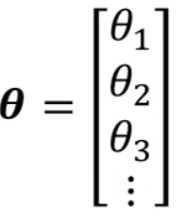 θ = [θ₁
θ₂
θ₃
⋮]